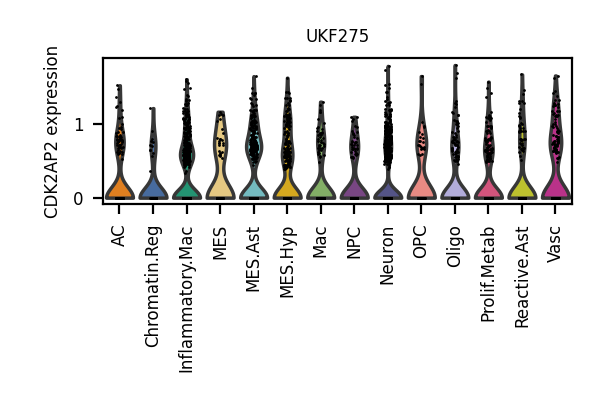 UKF275
CDK2AP2 expression
1
0
AC
Chromatin.Reg
Inflammatory.Mac
MES
MES.Ast
MES.Hyp
Mac
NPC
Neuron
OPC
Oligo
Prolif.Metab
Reactive.Ast
Vasc